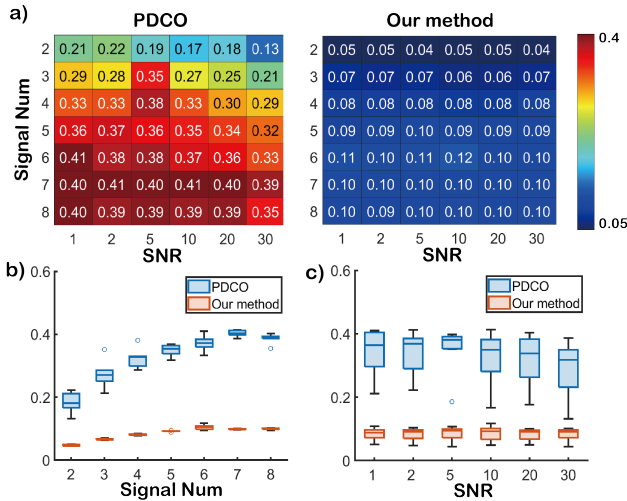 a)
PDCO
Our method
2 0.21 0.22 0.19 0.17 0.18 0.13
3 0.29 0.28 0.35 0.27 0.25 0.21
4 0.33 0.33 0.38 0.33 0.30 0.29
5 0.36 0.37 0.36 0.35 0.34 0.32
6 0.41 0.38 0.38 0.37 0.36 0.33
7 0.40 0.41 0.40 0.41 0.40 0.39
8 0.40 0.39 0.39 0.39 0.39 0.35
1 2 5 10 20 30
SNR
Signal Num
2 0.05 0.05 0.04 0.05 0.05 0.04
3 0.07 0.07 0.07 0.06 0.06 0.07
4 0.08 0.08 0.08 0.08 0.08 0.08
5 0.09 0.09 0.10 0.09 0.09 0.09
6 0.11 0.10 0.11 0.12 0.10 0.10
7 0.10 0.10 0.10 0.10 0.10 0.10
8 0.10 0.09 0.10 0.10 0.10 0.10
1 2 5 10 20 30
SNR
0.4
0.05
b)
0.6
0.4
0.2
0
PDCO
Our method
2 3 4 5 6 7 8
Signal Num
c)
0.6
0.4
0.2
0
PDCO
Our method
1 2 5 10 20 30
SNR